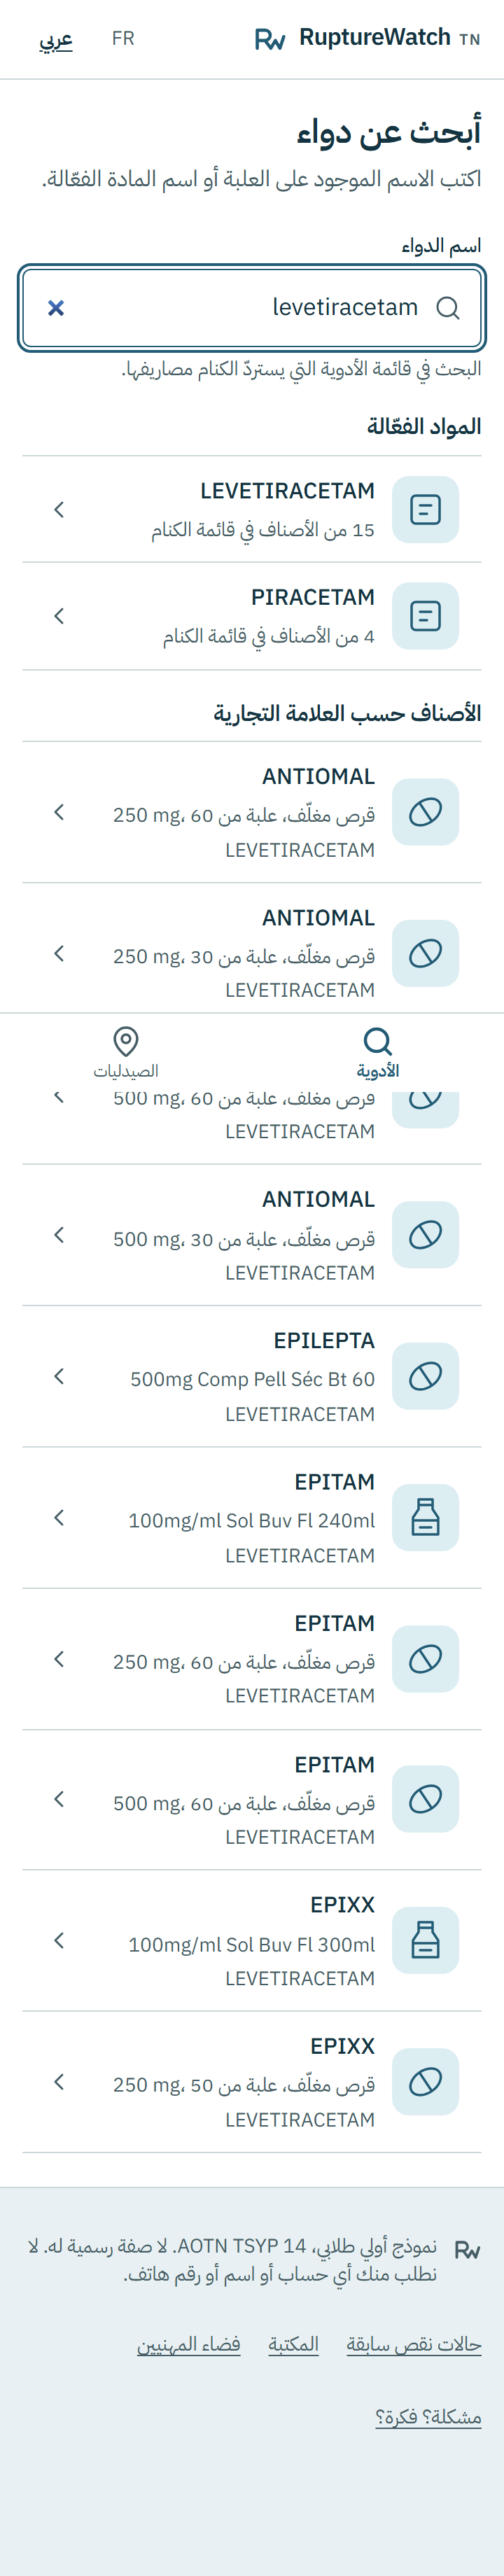 RuptureWatch TN
FR
عربي
أبحث عن دواء
اكتب الاسم الموجود على العلبة أو اسم المادة الفعّالة.
اسم الدواء
levetiracetam
البحث في قائمة الأدوية التي يستردّ الكنام مصاريفها.
المواد الفعّالة
LEVETIRACETAM
15 من الأصناف في قائمة الكنام
PIRACETAM
4 من الأصناف في قائمة الكنام
الأصناف حسب العلامة التجارية
ANTIOMAL
قرص مغلّف، علبة من 60 ،250 mg
LEVETIRACETAM
ANTIOMAL
قرص مغلّف، علبة من 30 ،250 mg
LEVETIRACETAM
الأدوية
الصيدليات
قرص مغلّف، علبة من 60 ،500 mg
LEVETIRACETAM
ANTIOMAL
قرص مغلّف، علبة من 30 ،500 mg
LEVETIRACETAM
EPILEPTA
500mg Comp Pell Séc Bt 60
LEVETIRACETAM
EPITAM
100mg/ml Sol Buv Fl 240ml
LEVETIRACETAM
EPITAM
قرص مغلّف، علبة من 60 ،250 mg
LEVETIRACETAM
EPITAM
قرص مغلّف، علبة من 60 ،500 mg
LEVETIRACETAM
EPIXX
100mg/ml Sol Buv Fl 300ml
LEVETIRACETAM
EPIXX
قرص مغلّف، علبة من 50 ،250 mg
LEVETIRACETAM
نموذج أولي طلابي، AOTN TSYP 14. لا صفة رسمية له. لا
نطلب منك أي حساب أو اسم أو رقم هاتف.
حالات نقص سابقة
المكتبة
فضاء المهنيين
مشكلة؟ فكرة؟